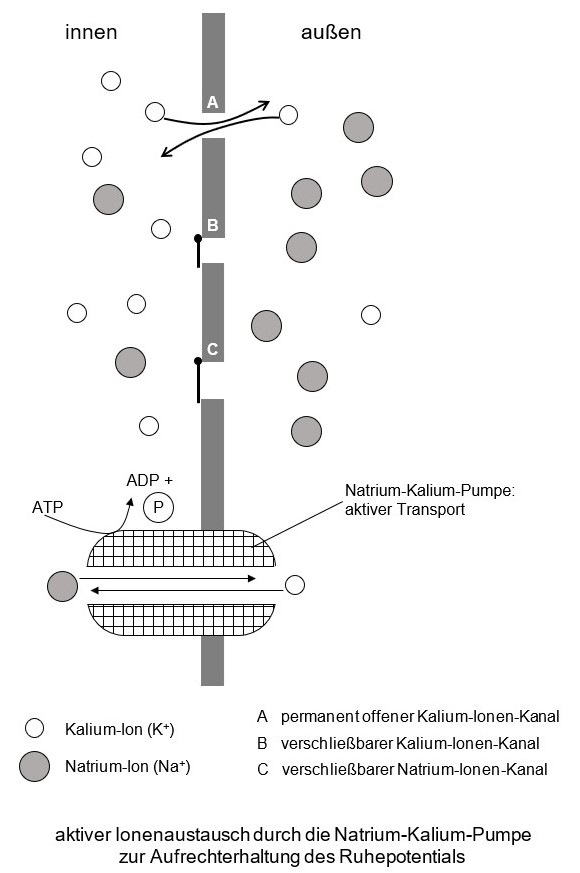 innen
außen
A
B
C
ADP +
P
ATP
Natrium-Kalium-Pumpe:
aktiver Transport
Kalium-Ion (K⁺)
Natrium-Ion (Na⁺)
A permanent offener Kalium-Ionen-Kanal
B verschließbarer Kalium-Ionen-Kanal
C verschließbarer Natrium-Ionen-Kanal
aktiver Ionenaustausch durch die Natrium-Kalium-Pumpe
zur Aufrechterhaltung des Ruhepotentials